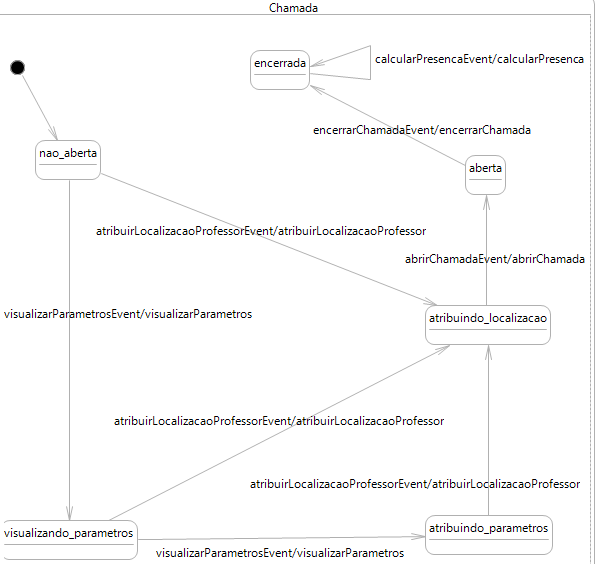 Chamada
encerrada
calcularPresencaEvent/calcularPresenca
encerrarChamadaEvent/encerrarChamada
nao_aberta
aberta
atribuirLocalizacaoProfessorEvent/atribuirLocalizacaoProfessor
abrirChamadaEvent/abrirChamada
visualizarParametrosEvent/visualizarParametros
atribuindo_localizacao
atribuirLocalizacaoProfessorEvent/atribuirLocalizacaoProfessor
atribuirLocalizacaoProfessorEvent/atribuirLocalizacaoProfessor
visualizando_parametros
atribuindo_parametros
visualizarParametrosEvent/visualizarParametros